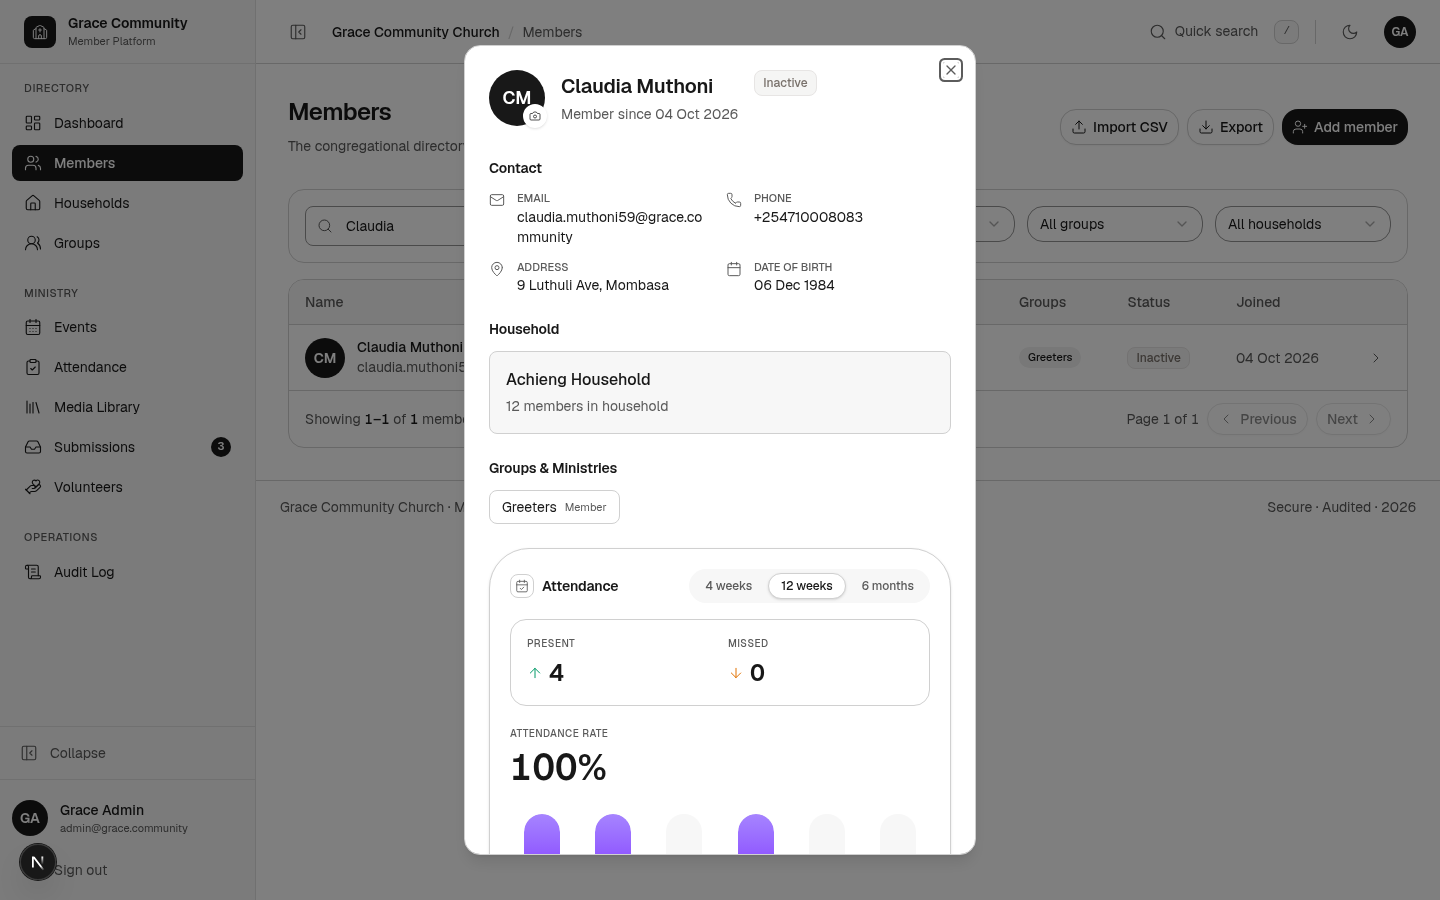 Grace Community
Member Platform
DIRECTORY
Dashboard
Members
Households
Groups
MINISTRY
Events
Attendance
Media Library
Submissions 3
Volunteers
OPERATIONS
Audit Log
Collapse
GA Grace Admin
admin@grace.community
N Sign out
Grace Community Church / Members
Quick search /
GA
Members
The congregational director
Import CSV
Export
Add member
Claudia
All groups
All households
Name Groups Status Joined
CM Claudia Muthoni Greeters Inactive 04 Oct 2026
claudia.muthoni5
Showing 1–1 of 1 membe
Page 1 of 1 Previous Next
Grace Community Church · M
Secure · Audited · 2026
CM Claudia Muthoni Inactive
Member since 04 Oct 2026
Contact
EMAIL
claudia.muthoni59@grace.co
mmunity
PHONE
+254710008083
ADDRESS
9 Luthuli Ave, Mombasa
DATE OF BIRTH
06 Dec 1984
Household
Achieng Household
12 members in household
Groups & Ministries
Greeters Member
Attendance 4 weeks 12 weeks 6 months
PRESENT
4
MISSED
0
ATTENDANCE RATE
100%